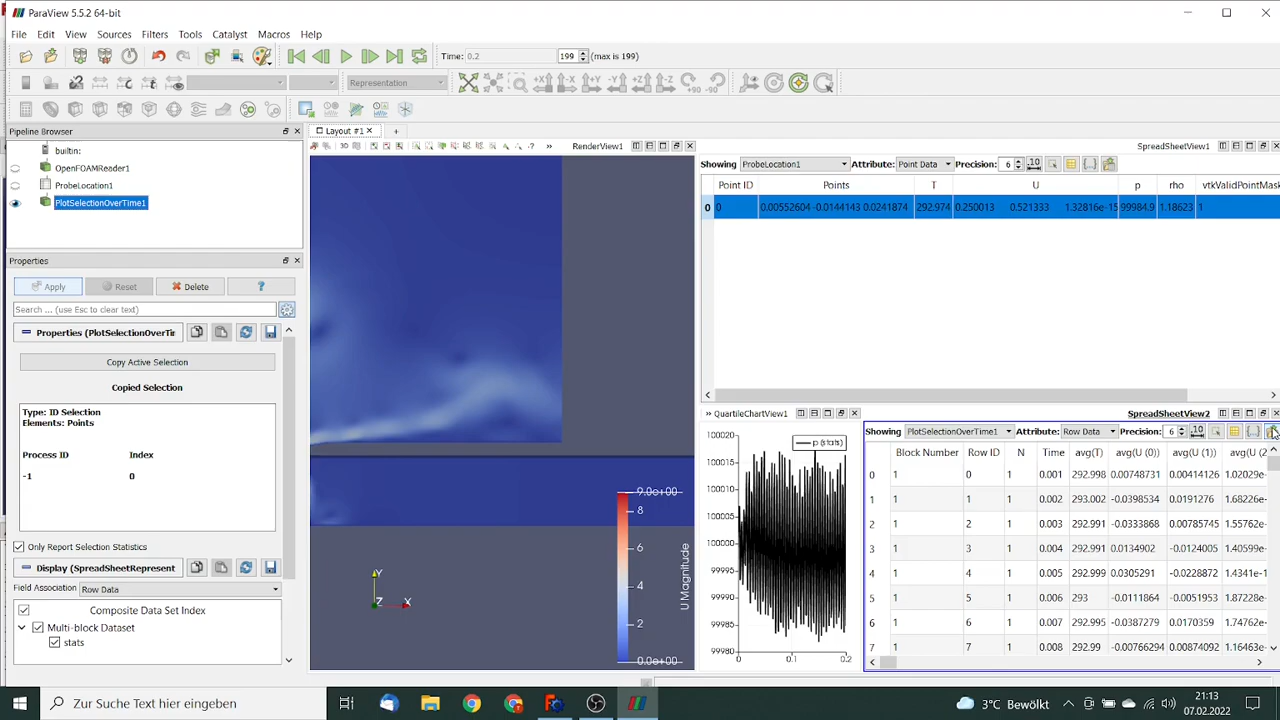 ParaView 5.5.2 64-bit
File Edit View Sources Filters Tools Catalyst Macros Help
Time: 0.2 199 (max is 199)
Representation
+X -X +Y -Y +Z -Z +90 -90
Pipeline Browser
builtin:
OpenFOAMReader1
ProbeLocation1
PlotSelectionOverTime1
Properties
Apply Reset Delete ?
Search ... (use Esc to clear text)
Properties (PlotSelectionOverTir
Copy Active Selection
Copied Selection
Type: ID Selection
Elements: Points
Process ID Index
-1 0
Only Report Selection Statistics
Display (SpreadSheetRepresent
Field Association Row Data
Composite Data Set Index
Multi-block Dataset
stats
Layout #1
3D
RenderView1
9.0e+00
8
6
4
2
0.0e+00
U Magnitude
Y
Z X
SpreadSheetView1
Showing ProbeLocation1 Attribute: Point Data Precision: 6
Point ID Points T U p rho vtkValidPointMask
0 0 0.00552604 -0.0144143 0.0241874 292.974 0.250013 0.521333 1.32816e-15 99984.9 1.18623 1
QuartileChartView1
p (stats)
100020
100015
100010
100005
100000
99995
99990
99985
99980
0 0.1 0.2
SpreadSheetView2
Showing PlotSelectionOverTime1 Attribute: Row Data Precision: 6
Block Number Row ID N Time avg(T) avg(U (0)) avg(U (1)) avg(U (2
0 1 0 1 0.001 292.998 0.00748731 0.00414126 1.02029e-
1 1 1 1 0.002 293.002 -0.0398534 0.0191276 1.68226e-
2 1 2 1 0.003 292.991 -0.0333868 0.00785745 1.55762e-
3 1 3 1 0.004 292.991 0.0134902 -0.0124005 1.40599e-
4 1 4 1 0.005 292.999 0.0305291 -0.0228872 1.4341e-1
5 1 5 1 0.006 293 -0.0111864 -0.0051953 1.87228e-
6 1 6 1 0.007 292.995 -0.0387279 0.0170359 1.74762e-
7 1 7 1 0.008 292.99 -0.00766294 0.00874092 1.16463e-
Zur Suche Text hier eingeben
3°C Bewölkt
21:13
07.02.2022